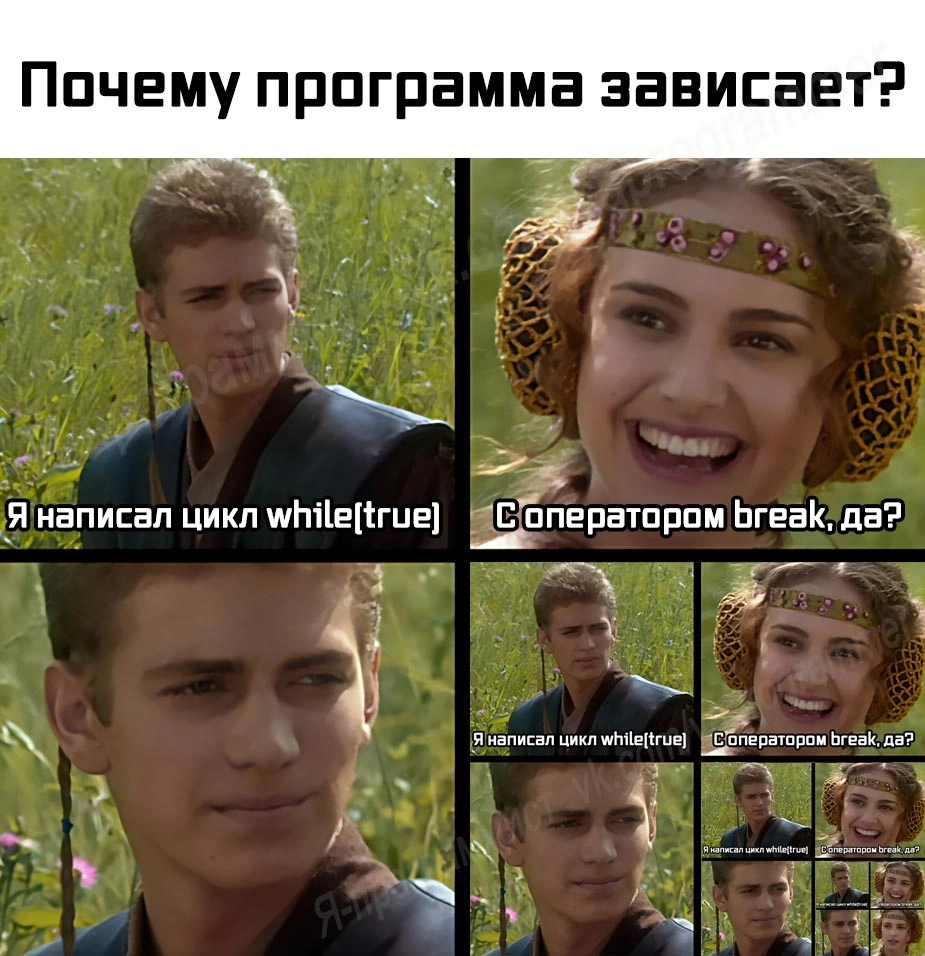 Почему программа зависает?
Я написал цикл while(true)
С оператором break, да?
Я написал цикл while(true)
С оператором break, да?
Я написал цикл while(true)
С оператором break, да?